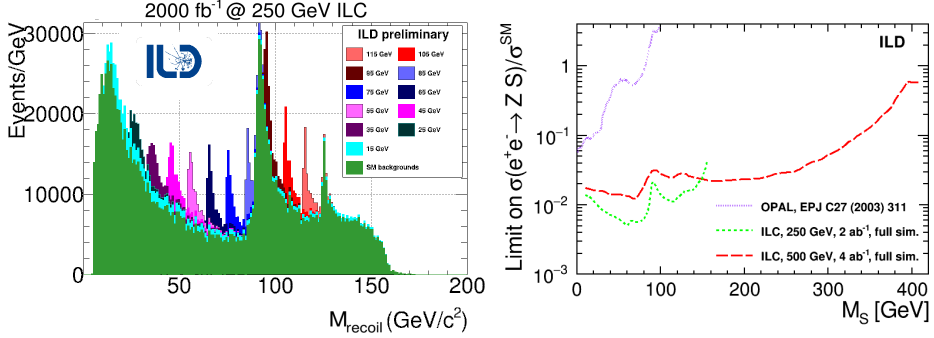 2000 fb⁻¹ @ 250 GeV ILC
Events/GeV
30000
20000
10000
0
50
100
150
200
M_recoil (GeV/c²)
ILD
ILD preliminary
115 GeV
105 GeV
95 GeV
85 GeV
75 GeV
65 GeV
55 GeV
45 GeV
35 GeV
25 GeV
15 GeV
SM backgrounds
Limit on σ(e⁺e⁻→ Z S)/σ^SM
1
10⁻¹
10⁻²
10⁻³
ILD
OPAL, EPJ C27 (2003) 311
ILC, 250 GeV, 2 ab⁻¹, full sim.
ILC, 500 GeV, 4 ab⁻¹, full sim.
0
100
200
300
400
M_S [GeV]